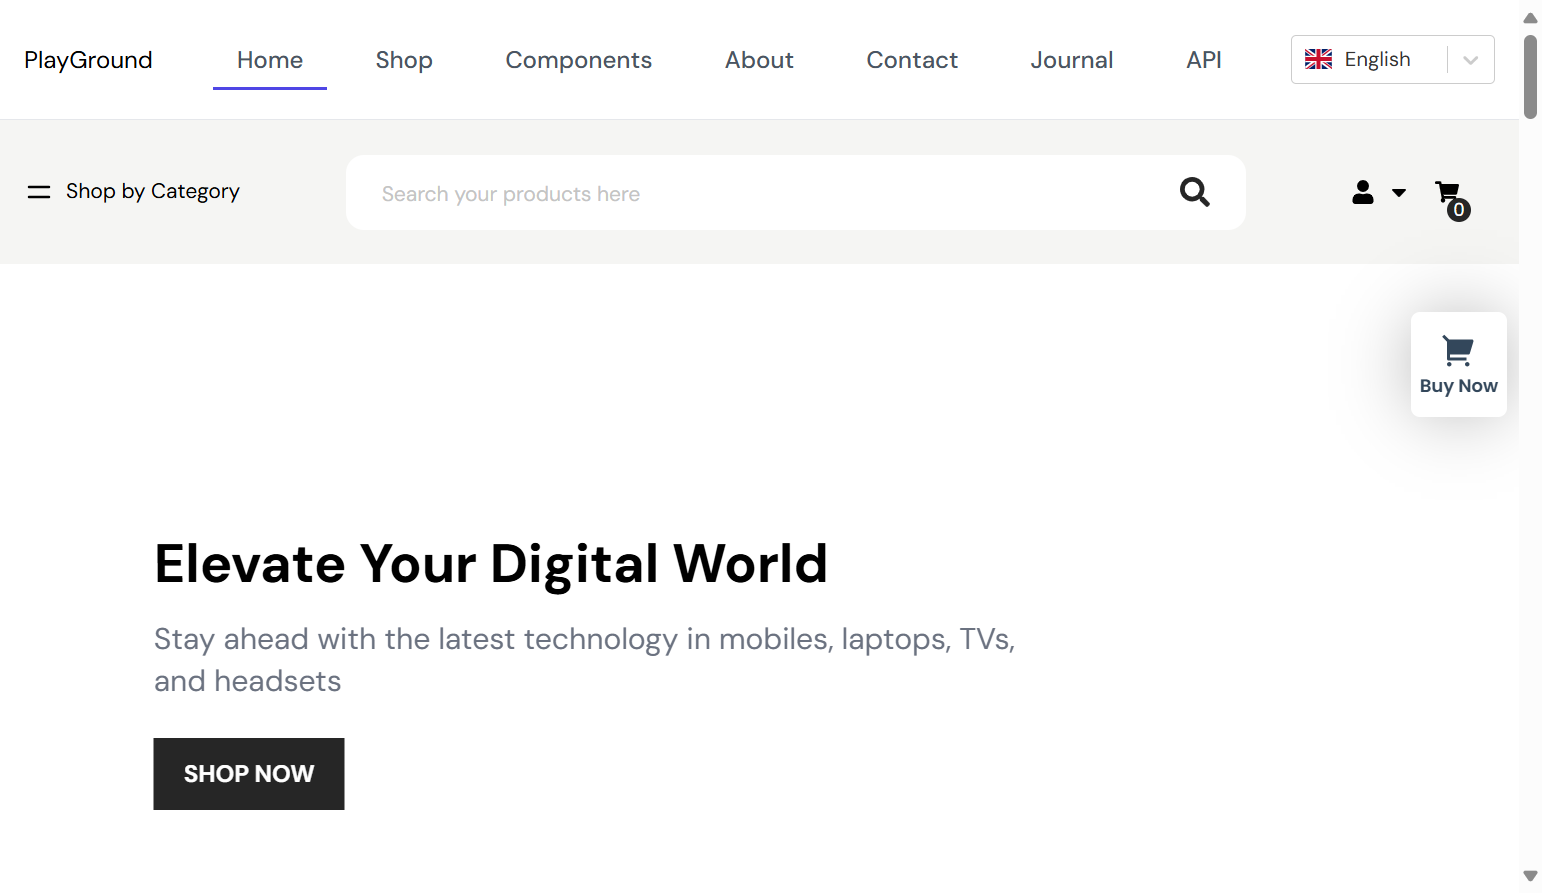 PlayGround
Home
Shop
Components
About
Contact
Journal
API
English
Shop by Category
Search your products here
0
Buy Now
Elevate Your Digital World
Stay ahead with the latest technology in mobiles, laptops, TVs,
and headsets
SHOP NOW